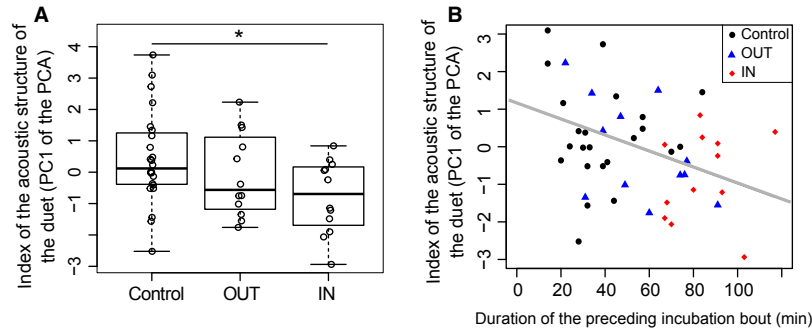 A
Index of the acoustic structure of
the duet (PC1 of the PCA)
4
3
2
1
0
−1
−3
*
Control
OUT
IN
B
Index of the acoustic structure of
the duet (PC1 of the PCA)
3
2
1
0
−1
−2
−3
0
20
40
60
80
100
Duration of the preceding incubation bout (min)
Control
OUT
IN